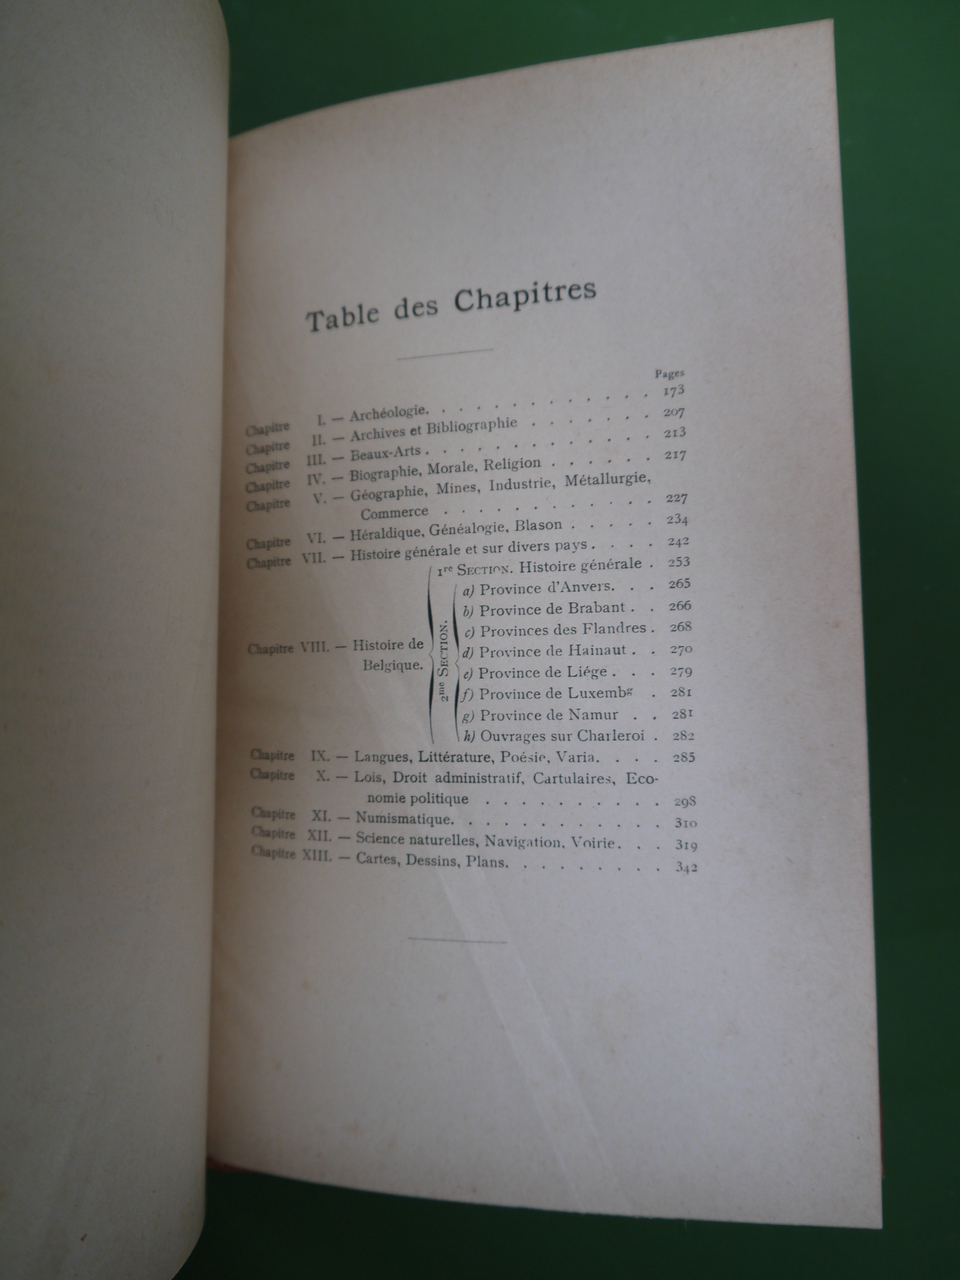 Table des Chapitres
Pages
Chapitre I. — Archéologie. . . . . . . . . . . . 173
Chapitre II. — Archives et Bibliographie . . . . . . 207
Chapitre III. — Beaux-Arts . . . . . . . . . . . 213
Chapitre IV. — Biographie, Morale, Religion . . . . . . 217
Chapitre V. — Géographie, Mines, Industrie, Métallurgie,
Commerce . . . . . . . . . . . 227
Chapitre VI. — Héraldique, Généalogie, Blason . . . . . 234
Chapitre VII. — Histoire générale et sur divers pays . . . . 242
Chapitre VIII. — Histoire de Belgique.
1re SECTION. Histoire générale . 253
2me SECTION.
a) Province d'Anvers. . . 265
b) Province de Brabant . . 266
c) Provinces des Flandres . 268
d) Province de Hainaut . . 270
e) Province de Liége . . . 279
f) Province de Luxembg . 281
g) Province de Namur . . 281
h) Ouvrages sur Charleroi . 282
Chapitre IX. — Langues, Littérature, Poésie, Varia. . . . 285
Chapitre X. — Lois, Droit administratif, Cartulaires, Eco-
nomie politique . . . . . . . . . . 298
Chapitre XI. — Numismatique. . . . . . . . . . . 310
Chapitre XII. — Science naturelles, Navigation, Voirie. . . 319
Chapitre XIII. — Cartes, Dessins, Plans. . . . . . . . 342